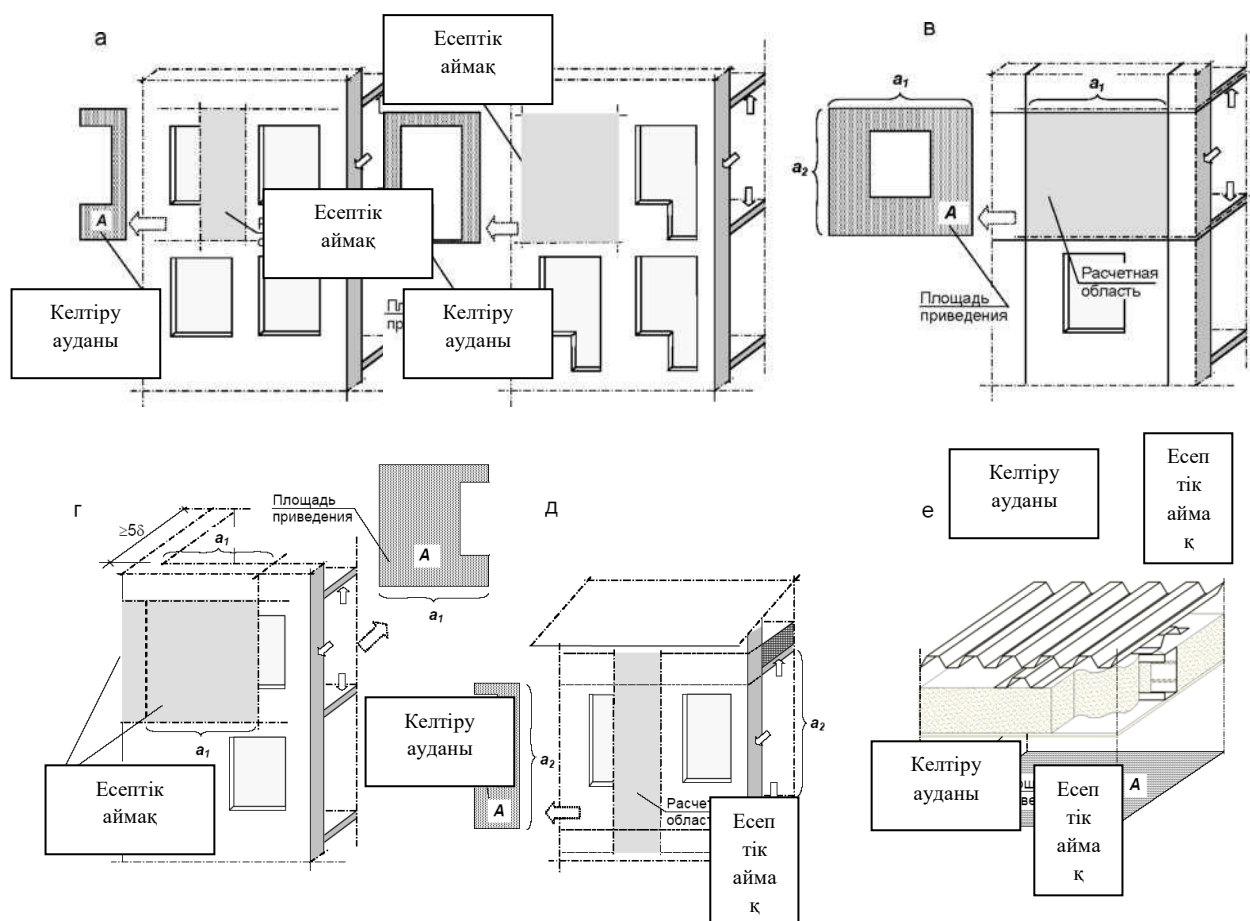 а
Есептік
аймақ
в
a₁
a₁
a₂
A
Есептік
аймақ
A
Расчетная
область
Площадь
приведения
Келтіру
ауданы
Келтіру
ауданы
г
≥5δ
a₁
Площадь
приведения
A
a₁
д
Келтіру
ауданы
Есеп
тік
айма
қ
е
a₁
Есептік
аймақ
Келтіру
ауданы
a₂
A
a₂
Расчетная
област
Есеп
тік
айма
қ
Келтіру
ауданы
A
Есеп
тік
айма
қ